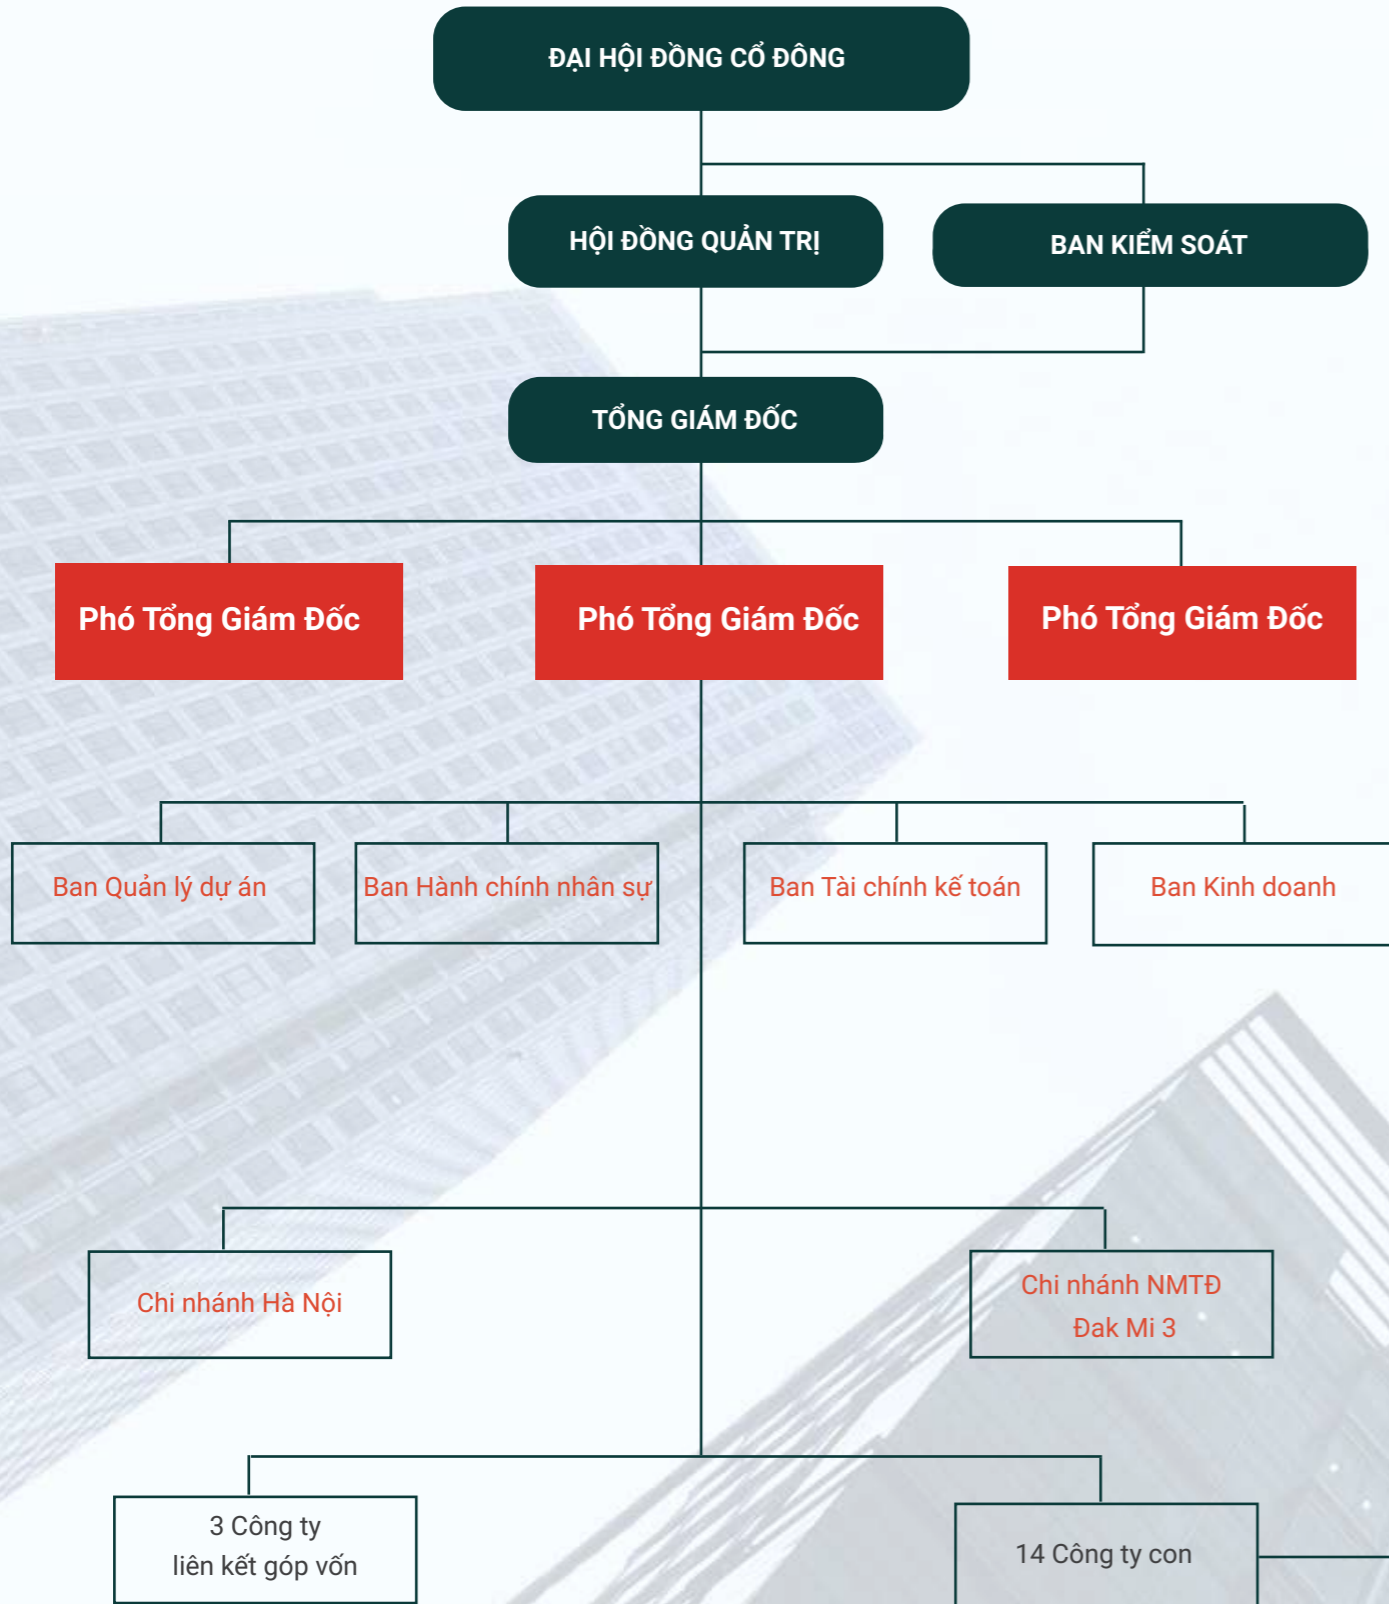 ĐẠI HỘI ĐỒNG CỔ ĐÔNG
HỘI ĐỒNG QUẢN TRỊ
BAN KIỂM SOÁT
TỔNG GIÁM ĐỐC
Phó Tổng Giám Đốc
Phó Tổng Giám Đốc
Phó Tổng Giám Đốc
Ban Quản lý dự án
Ban Hành chính nhân sự
Ban Tài chính kế toán
Ban Kinh doanh
Chi nhánh Hà Nội
Chi nhánh NMTĐ
Đak Mi 3
3 Công ty
liên kết góp vốn
14 Công ty con